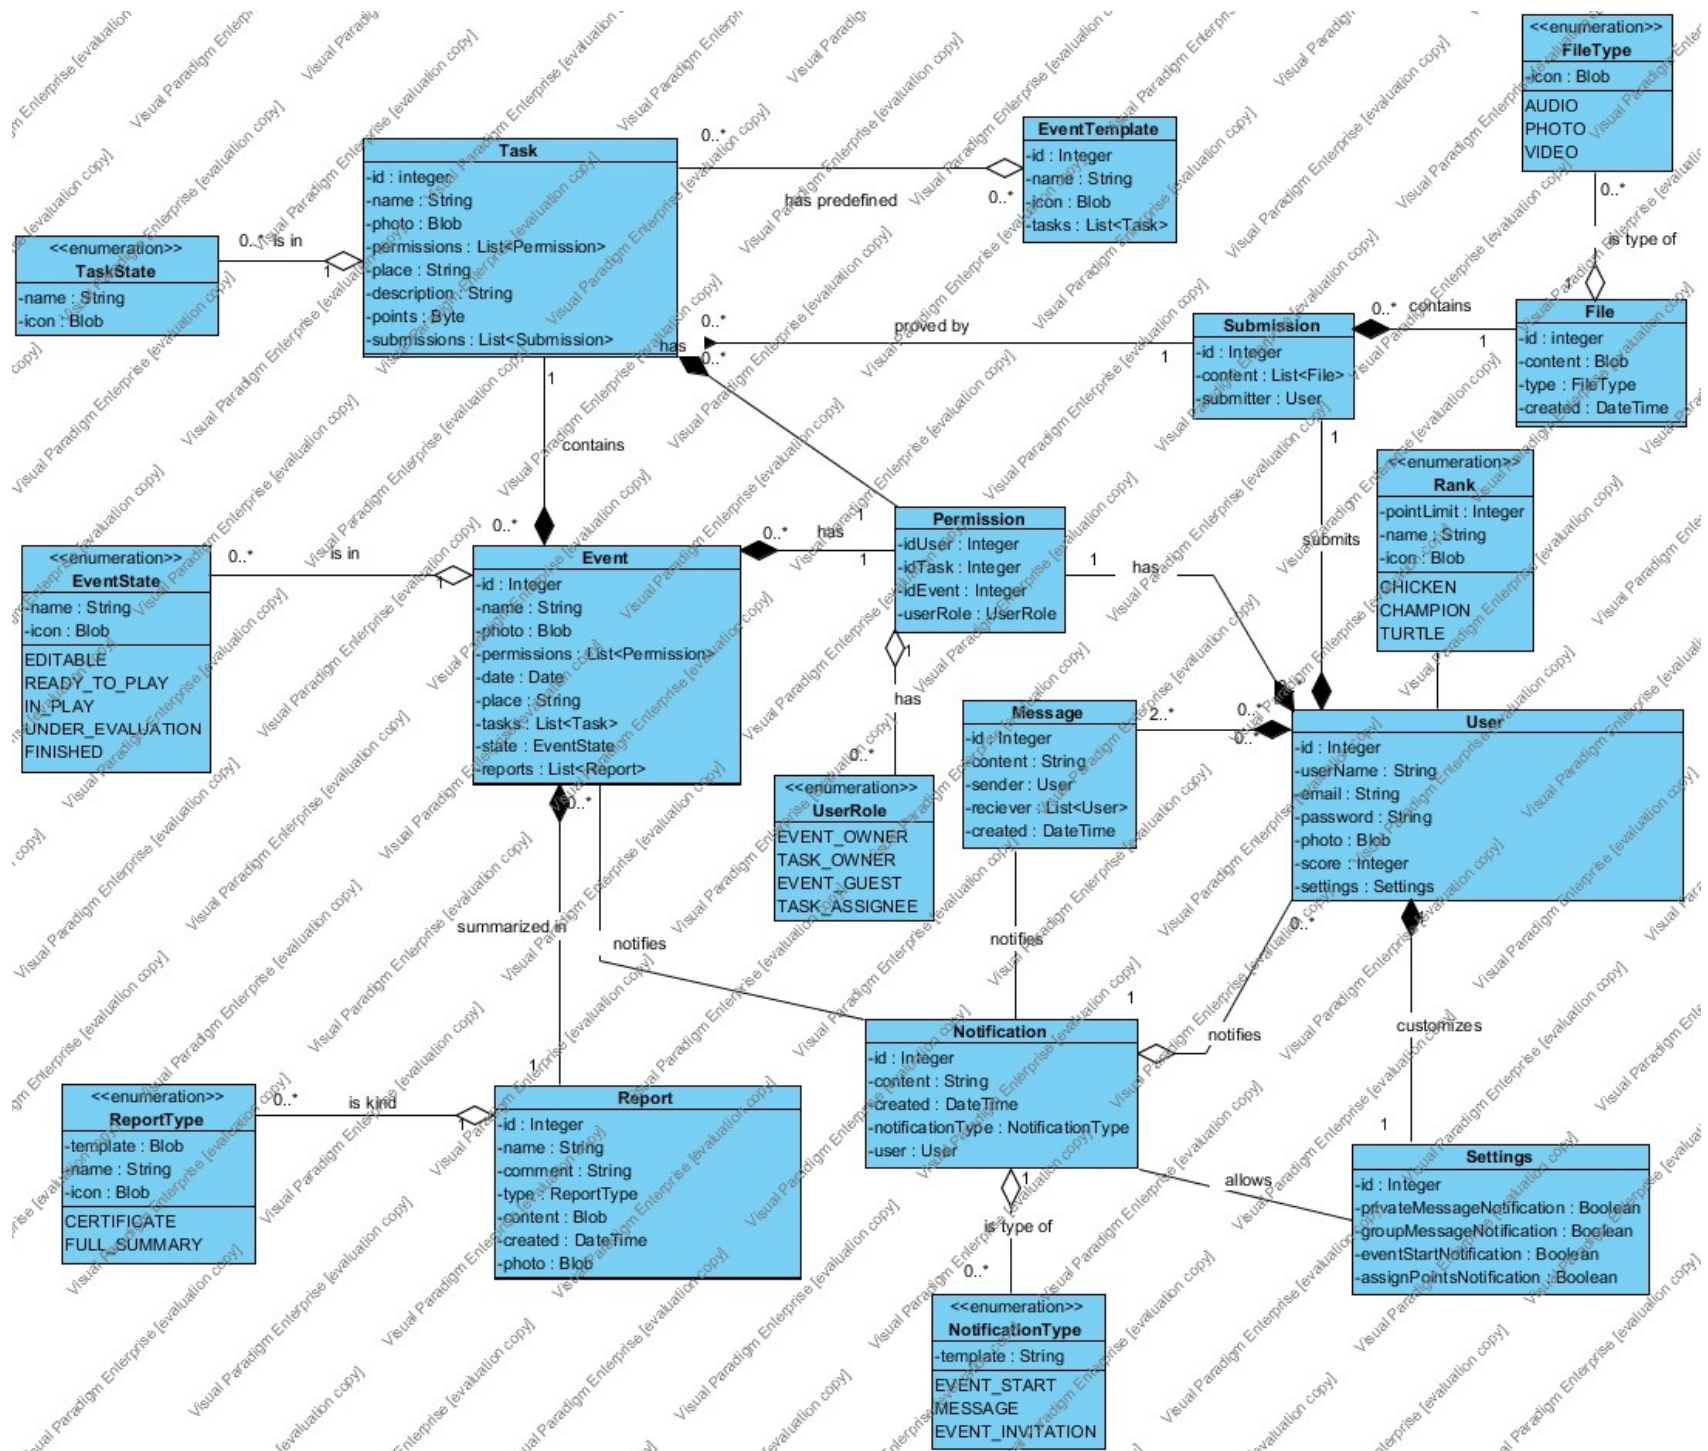 <<enumeration>>
FileType
-icon : Blob
AUDIO
PHOTO
VIDEO
0..*
is type of
EventTemplate
-id : Integer
-name : String
-icon : Blob
-tasks : List<Task>
0..*
has predefined
0..*
Task
-id : integer
-name : String
-photo : Blob
-permissions : List<Permission>
-place : String
-description : String
-points : Byte
-submissions : List<Submission>
<<enumeration>>
TaskState
-name : String
-icon : Blob
0..* is in
1
0..*
proved by
1
has
0..*
Submission
-id : Integer
-content : List<File>
-submitter : User
0..*
contains
1
File
-id : integer
-content : Blob
-type : FileType
-created : DateTime
1
contains
0..*
1
submits
<<enumeration>>
Rank
-pointLimit : Integer
-name : String
-icon : Blob
CHICKEN
CHAMPION
TURTLE
<<enumeration>>
EventState
-name : String
-icon : Blob
EDITABLE
READY_TO_PLAY
IN_PLAY
UNDER_EVALUATION
FINISHED
0..*
is in
1
Event
-id : Integer
-name : String
-photo : Blob
-permissions : List<Permission>
-date : Date
-place : String
-tasks : List<Task>
-state : EventState
-reports : List<Report>
0..*
has
1
1
Permission
-idUser : Integer
-idTask : Integer
-idEvent : Integer
-userRole : UserRole
1
has
1
has
0..*
<<enumeration>>
UserRole
EVENT_OWNER
TASK_OWNER
EVENT_GUEST
TASK_ASSIGNEE
Message
-id : Integer
-content : String
-sender : User
-reciever : List<User>
-created : DateTime
2..*
0..*
0..*
User
-id : Integer
-userName : String
-email : String
-password : String
-photo : Blob
-score : Integer
-settings : Settings
0..*
summarized in
1
notifies
notifies
1
0..*
notifies
customizes
1
Notification
-id : Integer
-content : String
-created : DateTime
-notificationType : NotificationType
-user : User
allows
Settings
-id : Integer
-privateMessageNotification : Boolean
-groupMessageNotification : Boolean
-eventStartNotification : Boolean
-assignPointsNotification : Boolean
<<enumeration>>
ReportType
-template : Blob
-name : String
-icon : Blob
CERTIFICATE
FULL_SUMMARY
0..*
is kind
1
Report
-id : Integer
-name : String
-comment : String
-type : ReportType
-content : Blob
-created : DateTime
-photo : Blob
1
is type of
0..*
<<enumeration>>
NotificationType
-template : String
EVENT_START
MESSAGE
EVENT_INVITATION
Visual Paradigm Enterprise [evaluation copy]